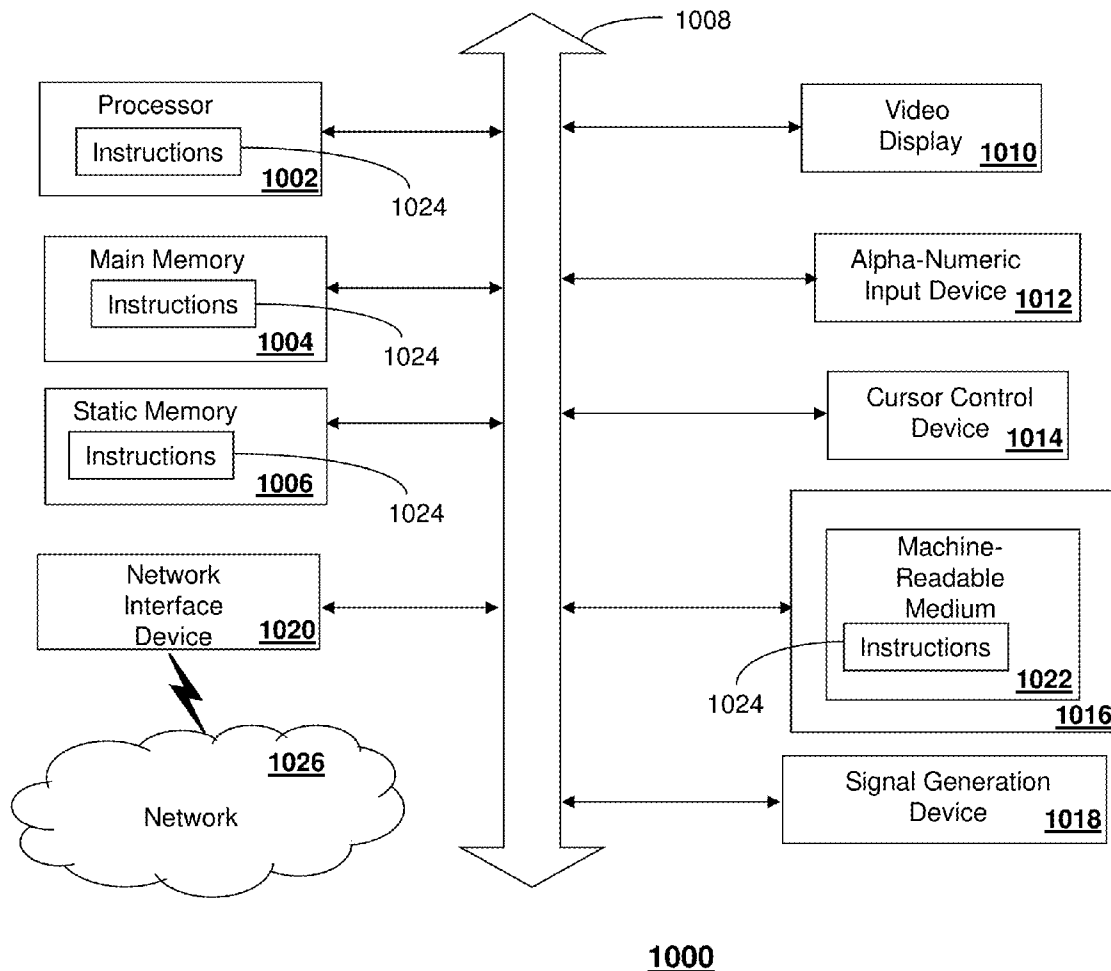 1008
Processor
Instructions
1002
1024
Main Memory
Instructions
1004
1024
Static Memory
Instructions
1006
1024
Network
Interface
Device
1020
1026
Network
Video
Display
1010
Alpha-Numeric
Input Device
1012
Cursor Control
Device
1014
Machine-
Readable
Medium
Instructions
1022
1024
1016
Signal Generation
Device
1018
1000